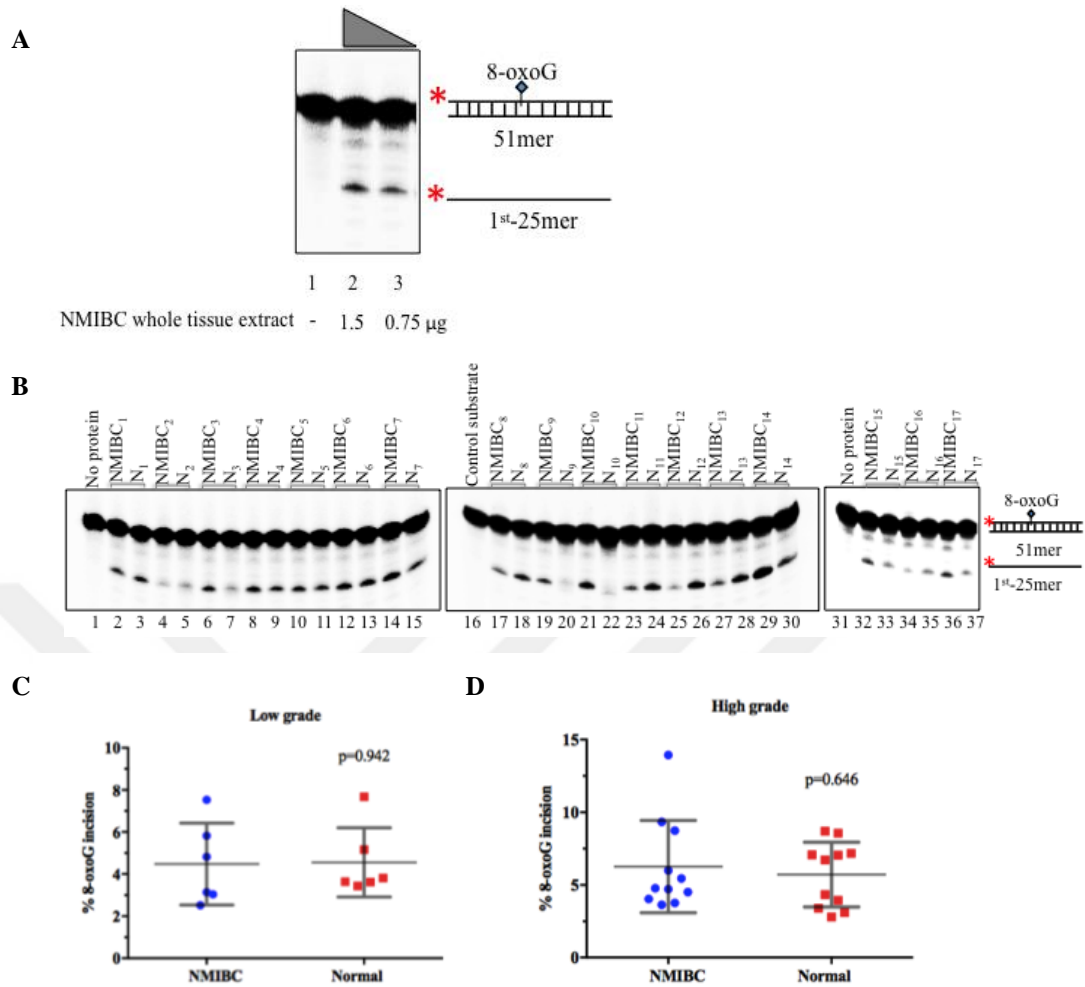 A
8-oxoG
*
51mer
*
1st-25mer
1 2 3
NMIBC whole tissue extract - 1.5 0.75 µg
B
No protein NMIBC1 N1 NMIBC2 N2 NMIBC3 N3 NMIBC4 N4 NMIBC5 N5 NMIBC6 N6 NMIBC7 N7
Control substrate NMIBC8 N8 NMIBC9 N9 NMIBC10 N10 NMIBC11 N11 NMIBC12 N12 NMIBC13 N13 NMIBC14 N14
No protein NMIBC15 N15 NMIBC16 N16 NMIBC17 N17
8-oxoG
*
51mer
*
1st-25mer
1 2 3 4 5 6 7 8 9 10 11 12 13 14 15 16 17 18 19 20 21 22 23 24 25 26 27 28 29 30 31 32 33 34 35 36 37
C
Low grade
p=0.942
% 8-oxoG incision
10
8
6
4
2
0
NMIBC Normal
D
High grade
p=0.646
% 8-oxoG incision
15
10
5
0
NMIBC Normal